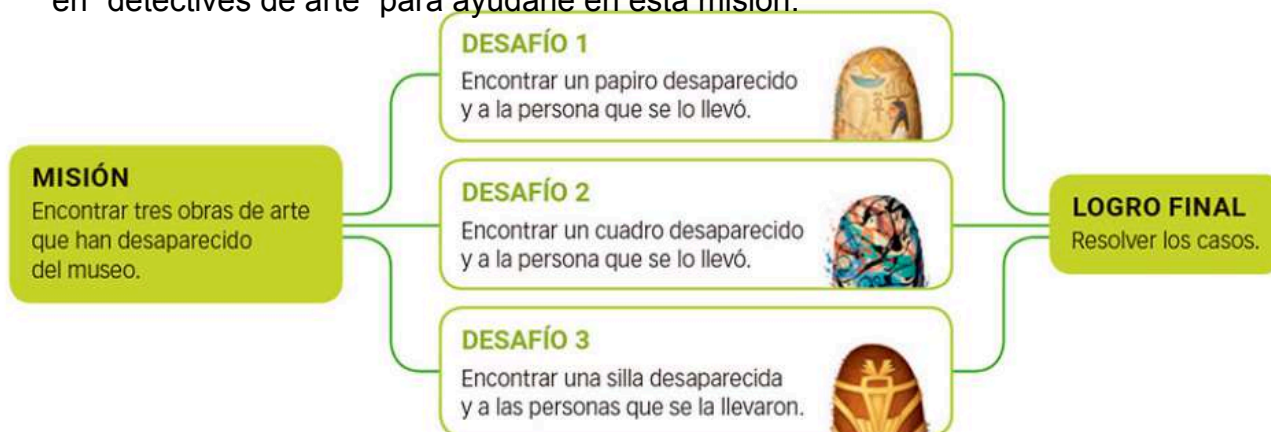 en "detectives de arte" para ayudarle en esta misión.
DESAFÍO 1
Encontrar un papiro desaparecido
y a la persona que se lo llevó.
MISIÓN
Encontrar tres obras de arte
que han desaparecido
del museo.
DESAFÍO 2
Encontrar un cuadro desaparecido
y a la persona que se lo llevó.
LOGRO FINAL
Resolver los casos.
DESAFÍO 3
Encontrar una silla desaparecida
y a las personas que se la llevaron.